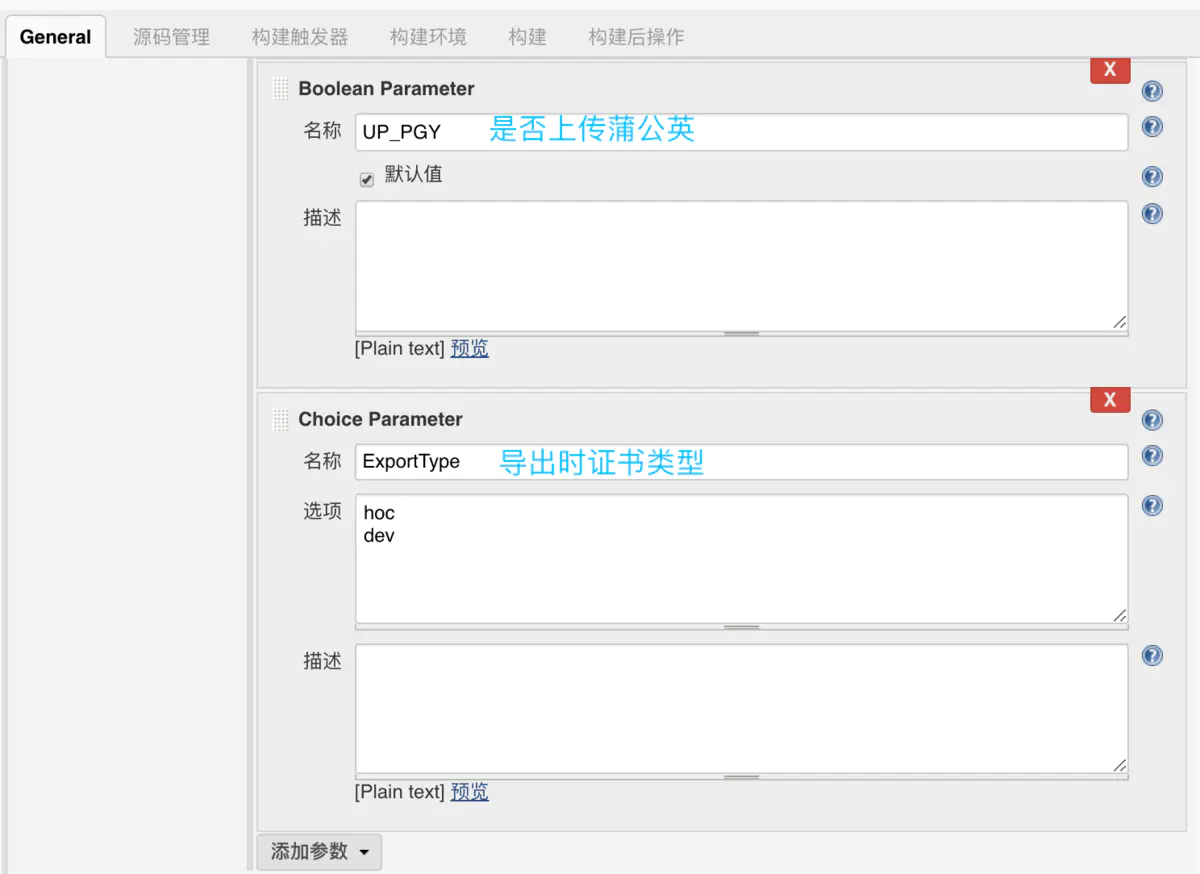 General 源码管理 构建触发器 构建环境 构建 构建后操作
X
Boolean Parameter
名称 UP_PGY 是否上传蒲公英
默认值
描述
[Plain text] 预览
X
Choice Parameter
名称 ExportType 导出时证书类型
选项 hoc
dev
描述
[Plain text] 预览
添加参数